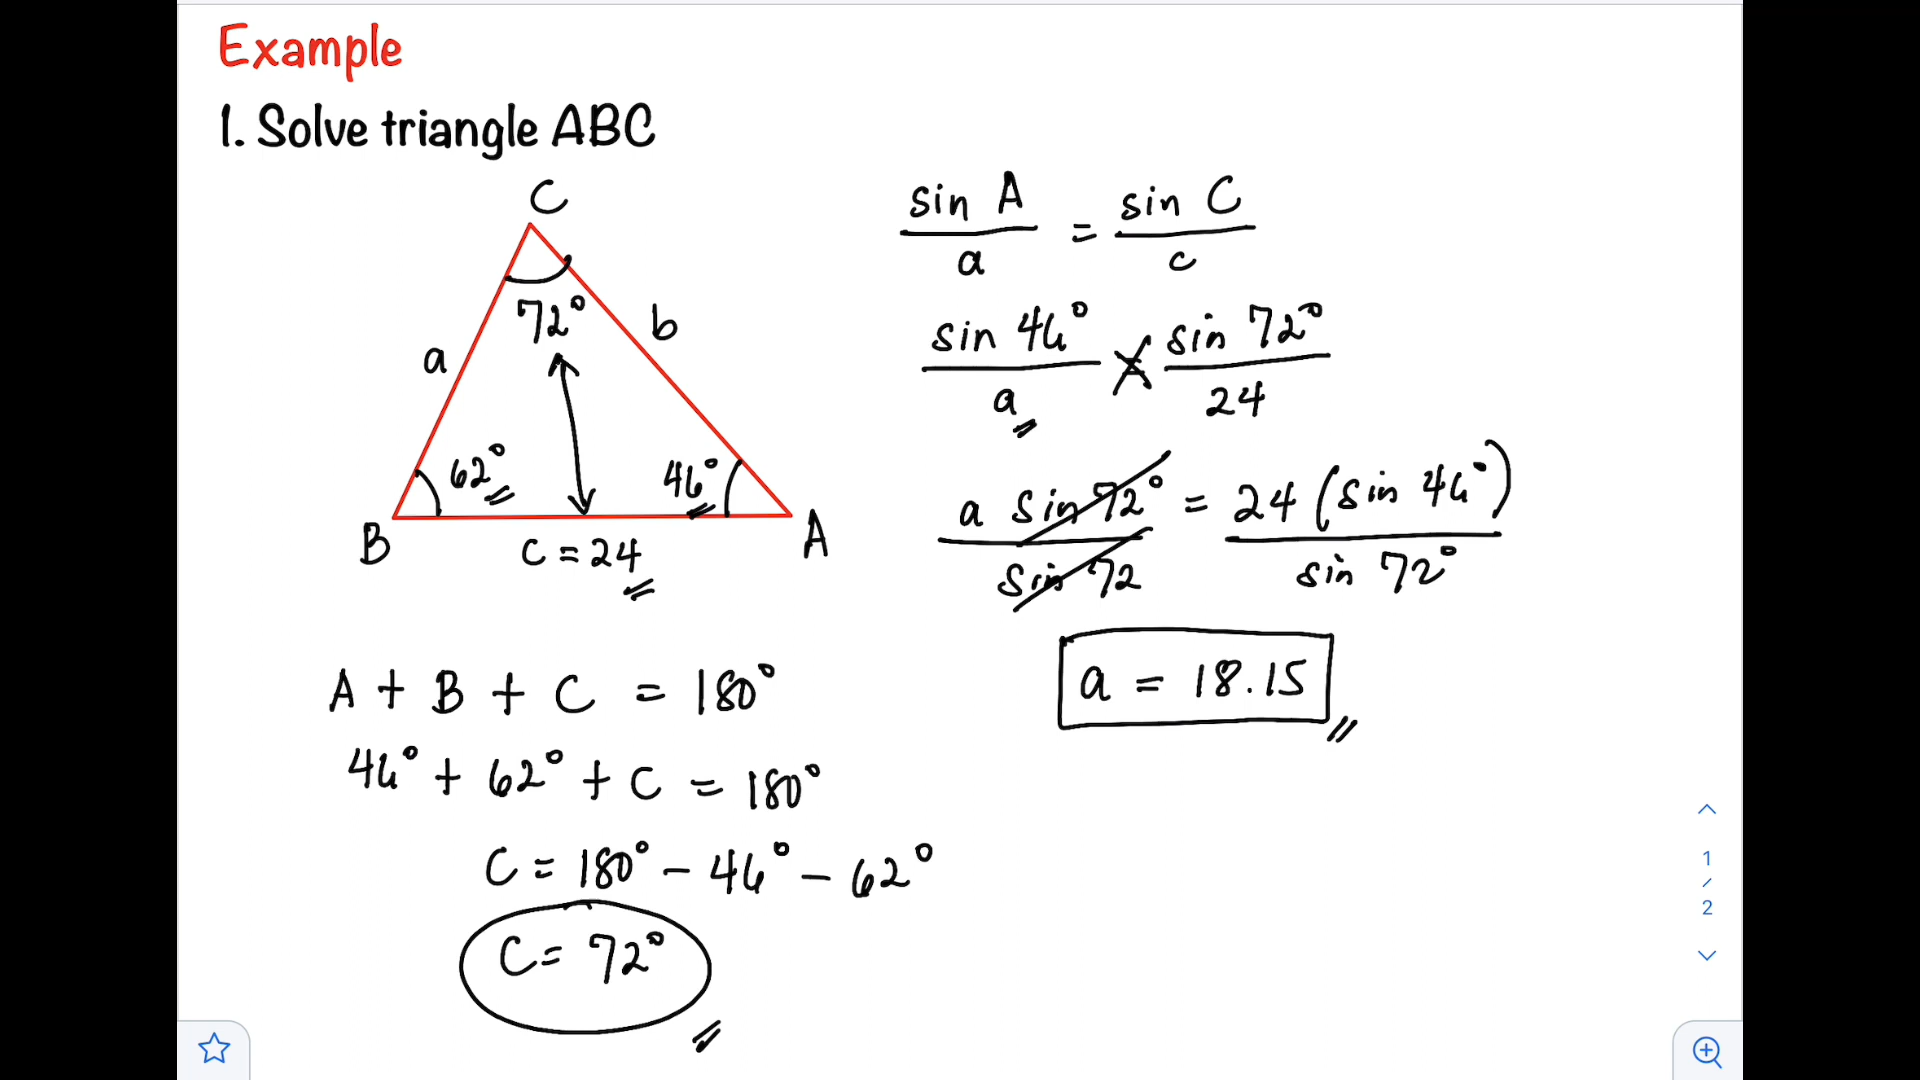 Example
1. Solve triangle ABC
C
72°
a
b
62°
46°
B
A
c = 24
A + B + C = 180°
46° + 62° + C = 180°
C = 180° - 46° - 62°
C = 72°
sin A / a = sin C / c
sin 46° / a = sin 72° / 24
a sin 72° / sin 72 = 24 (sin 46°) / sin 72°
a = 18.15
1
/
2